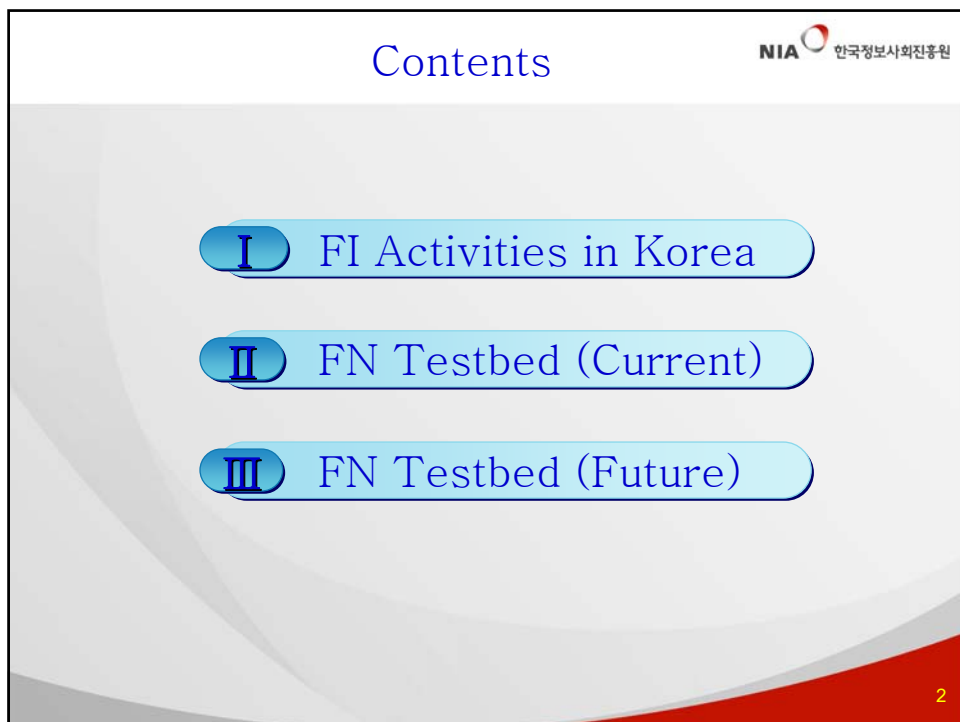 Contents
NIA 한국정보사회진흥원
Ⅰ FI Activities in Korea
Ⅱ FN Testbed (Current)
Ⅲ FN Testbed (Future)
2